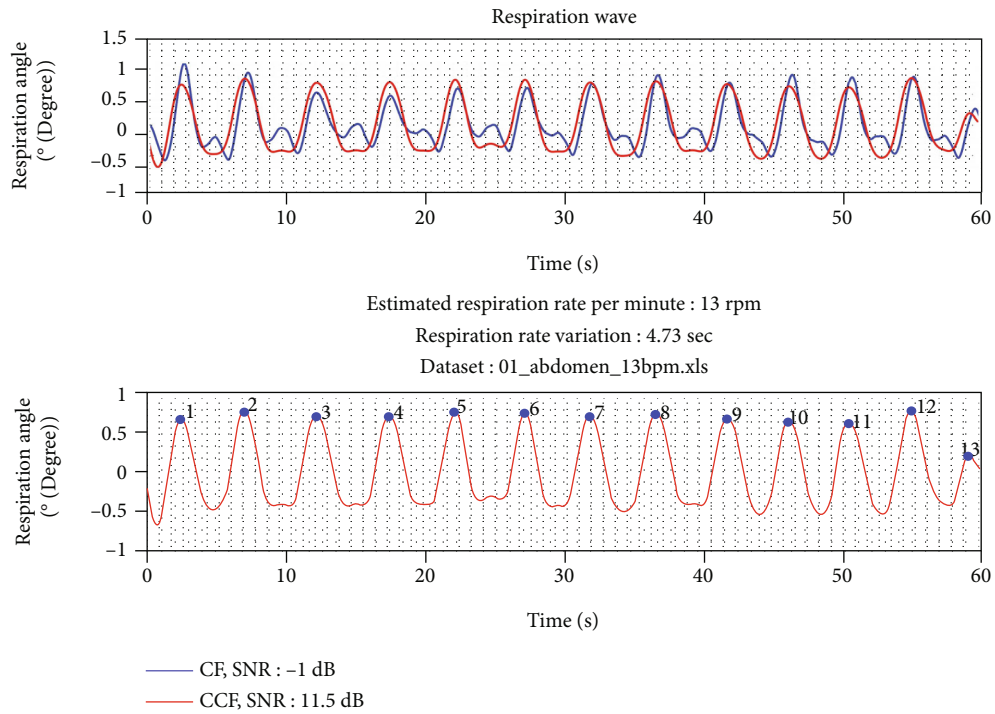 Respiration wave
Respiration angle
(° (Degree))
1.5
1
0.5
0
–0.5
–1
0 10 20 30 40 50 60
Time (s)
Estimated respiration rate per minute : 13 rpm
Respiration rate variation : 4.73 sec
Dataset : 01_abdomen_13bpm.xls
Respiration angle
(° (Degree))
1
0.5
0
–0.5
–1
1 2 3 4 5 6 7 8 9 10 11 12 13
0 10 20 30 40 50 60
Time (s)
CF, SNR : –1 dB
CCF, SNR : 11.5 dB